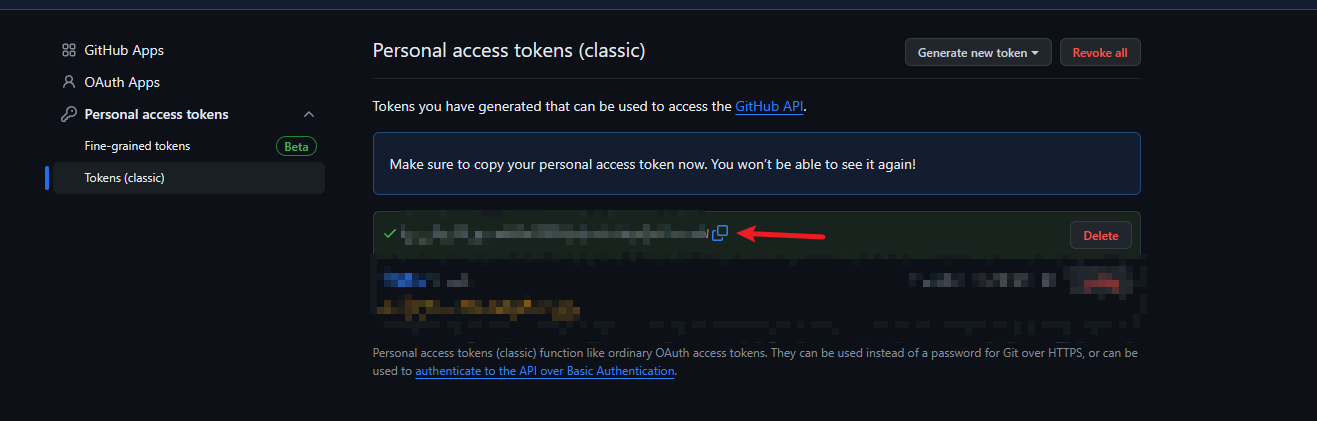 GitHub Apps
OAuth Apps
Personal access tokens
Fine-grained tokens Beta
Tokens (classic)
Personal access tokens (classic)
Generate new token
Revoke all
Tokens you have generated that can be used to access the GitHub API.
Make sure to copy your personal access token now. You won't be able to see it again!
Delete
Personal access tokens (classic) function like ordinary OAuth access tokens. They can be used instead of a password for Git over HTTPS, or can be
used to authenticate to the API over Basic Authentication.